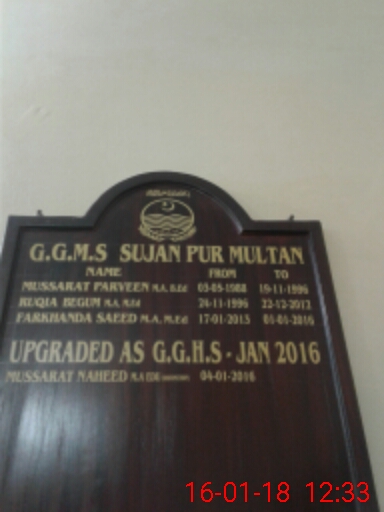 G.G.M.S SUJAN PUR MULTAN
NAME FROM TO
MUSSARAT PARVEEN M.A, B.Ed 03-05-1988 19-11-1996
RUQIA BEGUM M.A, M.Ed 24-11-1996 22-12-2012
FARKHANDA SAEED M.A, M.Ed. 17-01-2013 01-01-2016
UPGRADED AS G.G.H.S - JAN 2016
MUSSARAT NAHEED 04-01-2016
16-01-18 12:33